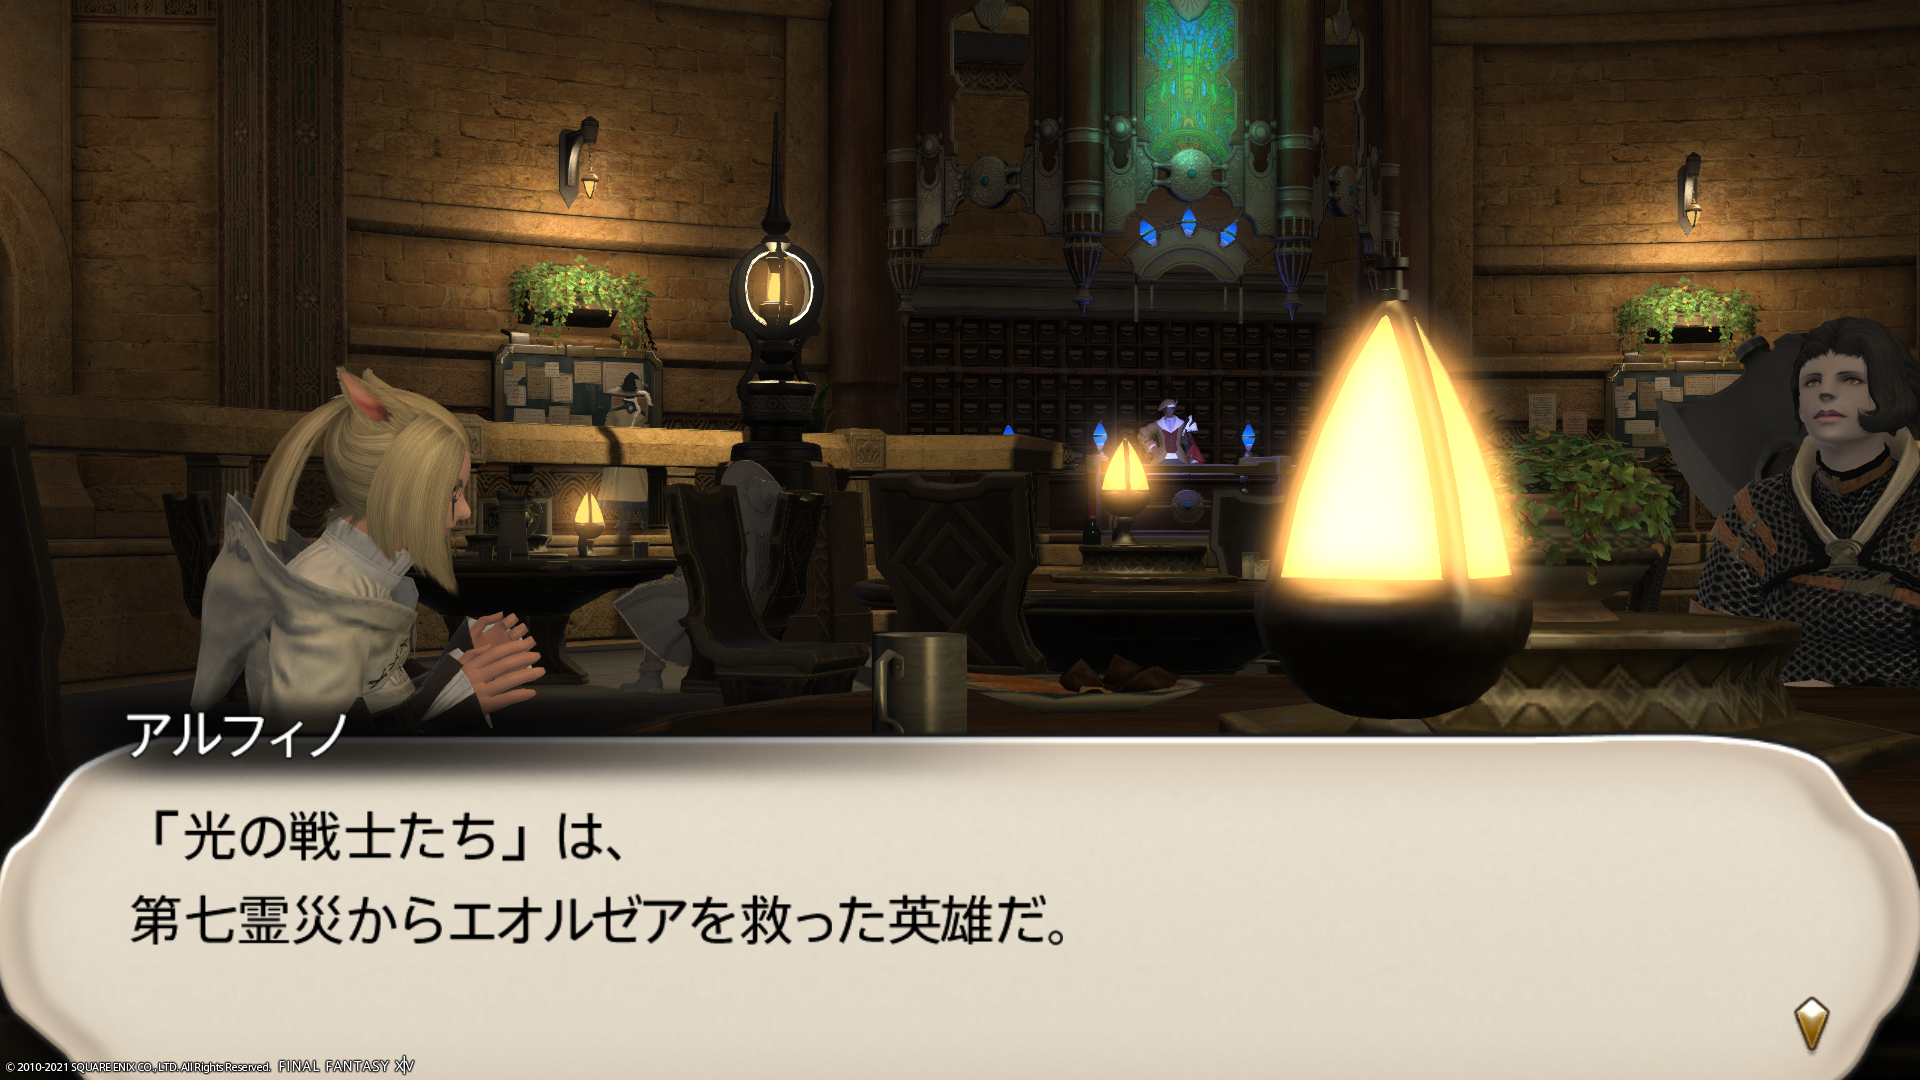 アルフィノ
「光の戦士たち」は、
第七霊災からエオルゼアを救った英雄だ。
© 2010-2021 SQUARE ENIX CO., LTD. All Rights Reserved. FINAL FANTASY XIV